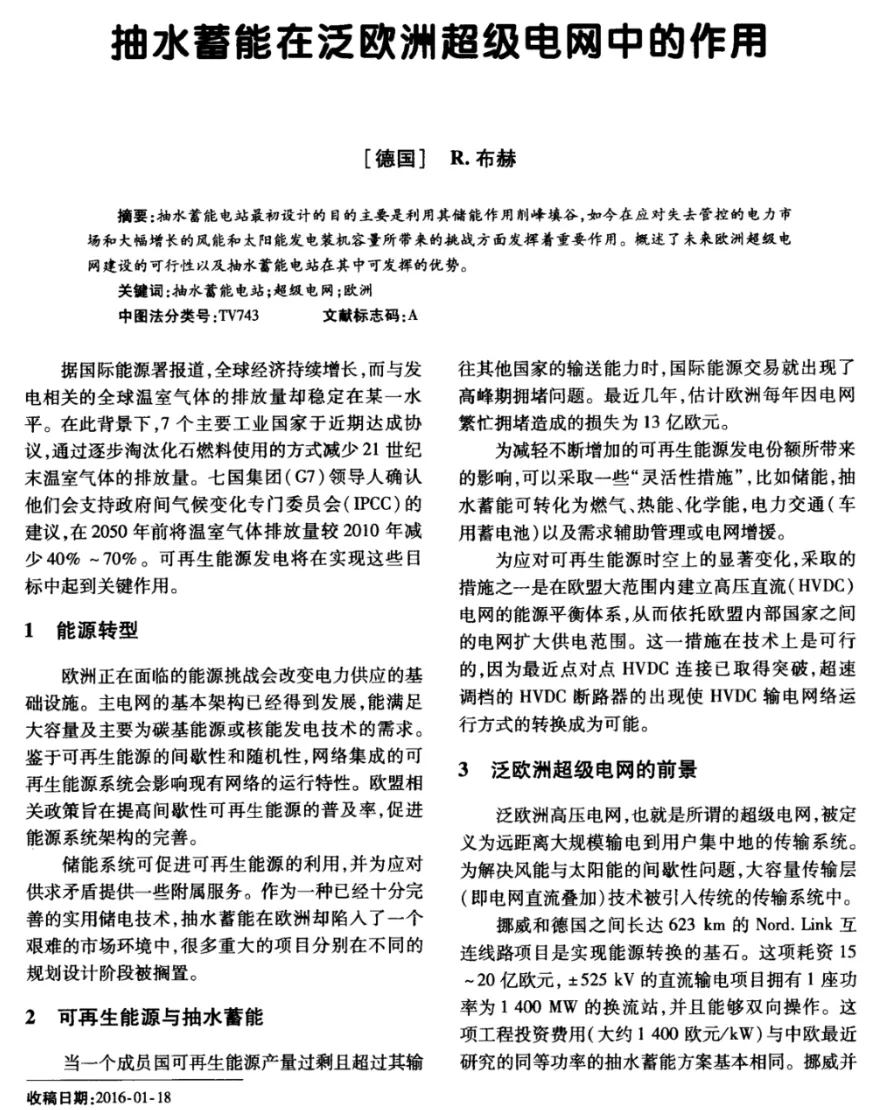 抽水蓄能在泛欧洲超级电网中的作用
[德国] R. 布赫
摘要:抽水蓄能电站最初设计的目的主要是利用其储能作用削峰填谷,如今在应对失去管控的电力市
场和大幅增长的风能和太阳能发电装机容量所带来的挑战方面发挥着重要作用。概述了未来欧洲超级电
网建设的可行性以及抽水蓄能电站在其中可发挥的优势。
关键词:抽水蓄能电站;超级电网;欧洲
中图法分类号:TV743 文献标志码:A
据国际能源署报道,全球经济持续增长,而与发
电相关的全球温室气体的排放量却稳定在某一水
平。在此背景下,7 个主要工业国家于近期达成协
议,通过逐步淘汰化石燃料使用的方式减少 21 世纪
末温室气体的排放量。七国集团(G7)领导人确认
他们会支持政府间气候变化专门委员会(IPCC)的
建议,在 2050 年前将温室气体排放量较 2010 年减
少 40% ~70%。可再生能源发电将在实现这些目
标中起到关键作用。
1 能源转型
欧洲正在面临的能源挑战会改变电力供应的基
础设施。主电网的基本架构已经得到发展,能满足
大容量及主要为碳基能源或核能发电技术的需求。
鉴于可再生能源的间歇性和随机性,网络集成的可
再生能源系统会影响现有网络的运行特性。欧盟相
关政策旨在提高间歇性可再生能源的普及率,促进
能源系统架构的完善。
储能系统可促进可再生能源的利用,并为应对
供求矛盾提供一些附属服务。作为一种已经十分完
善的实用储电技术,抽水蓄能在欧洲却陷入了一个
艰难的市场环境中,很多重大的项目分别在不同的
规划设计阶段被搁置。
2 可再生能源与抽水蓄能
当一个成员国可再生能源产量过剩且超过其输
收稿日期:2016-01-18
往其他国家的输送能力时,国际能源交易就出现了
高峰期拥堵问题。最近几年,估计欧洲每年因电网
繁忙拥堵造成的损失为 13 亿欧元。
为减轻不断增加的可再生能源发电份额所带来
的影响,可以采取一些“灵活性措施”,比如储能,抽
水蓄能可转化为燃气、热能、化学能,电力交通(车
用蓄电池)以及需求辅助管理或电网增援。
为应对可再生能源时空上的显著变化,采取的
措施之一是在欧盟大范围内建立高压直流(HVDC)
电网的能源平衡体系,从而依托欧盟内部国家之间
的电网扩大供电范围。这一措施在技术上是可行
的,因为最近点对点 HVDC 连接已取得突破,超速
调档的 HVDC 断路器的出现使 HVDC 输电网络运
行方式的转换成为可能。
3 泛欧洲超级电网的前景
泛欧洲高压电网,也就是所谓的超级电网,被定
义为远距离大规模输电到用户集中地的传输系统。
为解决风能与太阳能的间歇性问题,大容量传输层
(即电网直流叠加)技术被引入传统的传输系统中。
挪威和德国之间长达 623 km 的 Nord. Link 互
连线路项目是实现能源转换的基石。这项耗资 15
~20 亿欧元, ±525 kV 的直流输电项目拥有 1 座功
率为 1 400 MW 的换流站,并且能够双向操作。这
项工程投资费用(大约 1 400 欧元/kW)与中欧最近
研究的同等功率的抽水蓄能方案基本相同。挪威并